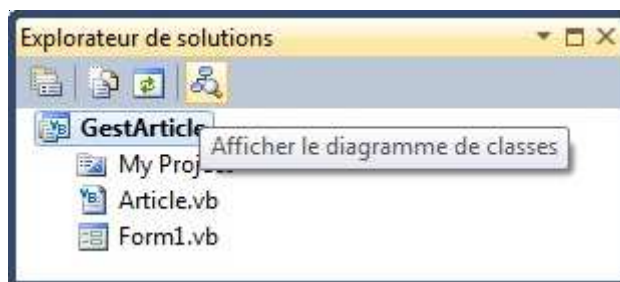 Explorateur de solutions
GestArticle
Afficher le diagramme de classes
My Proj
Article.vb
Form1.vb